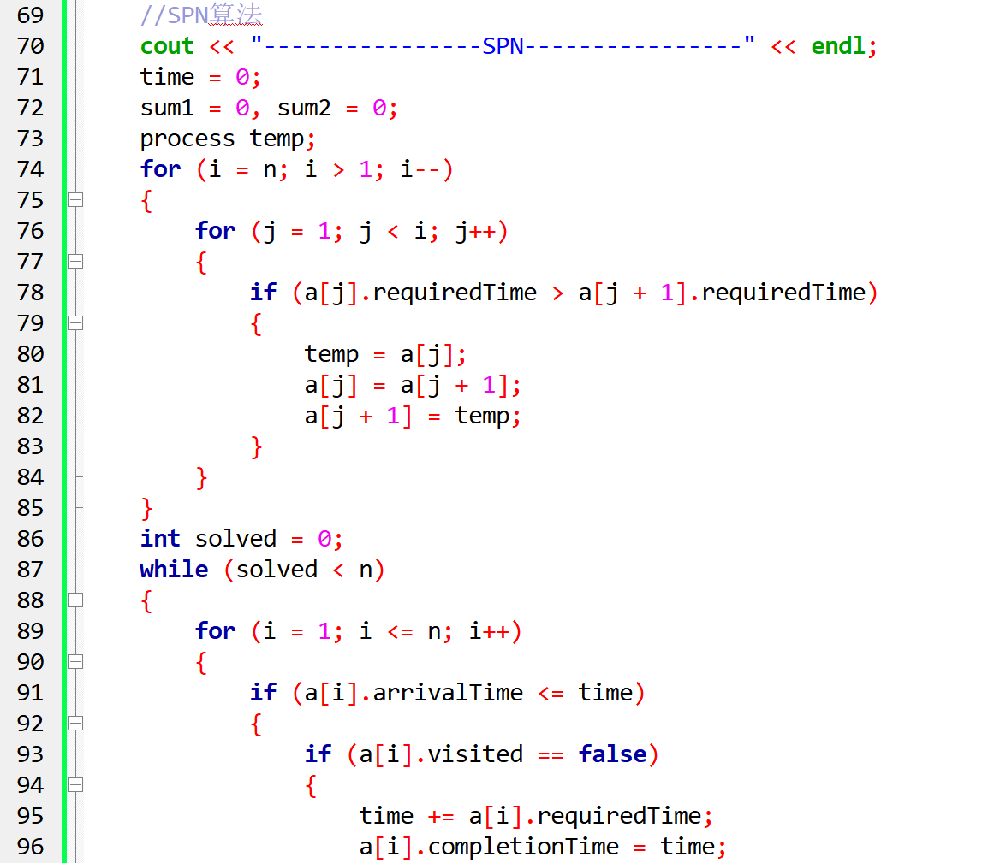 69 //SPN算法
70 cout << "----------------SPN----------------" << endl;
71 time = 0;
72 sum1 = 0, sum2 = 0;
73 process temp;
74 for (i = n; i > 1; i--)
75 {
76 for (j = 1; j < i; j++)
77 {
78 if (a[j].requiredTime > a[j + 1].requiredTime)
79 {
80 temp = a[j];
81 a[j] = a[j + 1];
82 a[j + 1] = temp;
83 }
84 }
85 }
86 int solved = 0;
87 while (solved < n)
88 {
89 for (i = 1; i <= n; i++)
90 {
91 if (a[i].arrivalTime <= time)
92 {
93 if (a[i].visited == false)
94 {
95 time += a[i].requiredTime;
96 a[i].completionTime = time;